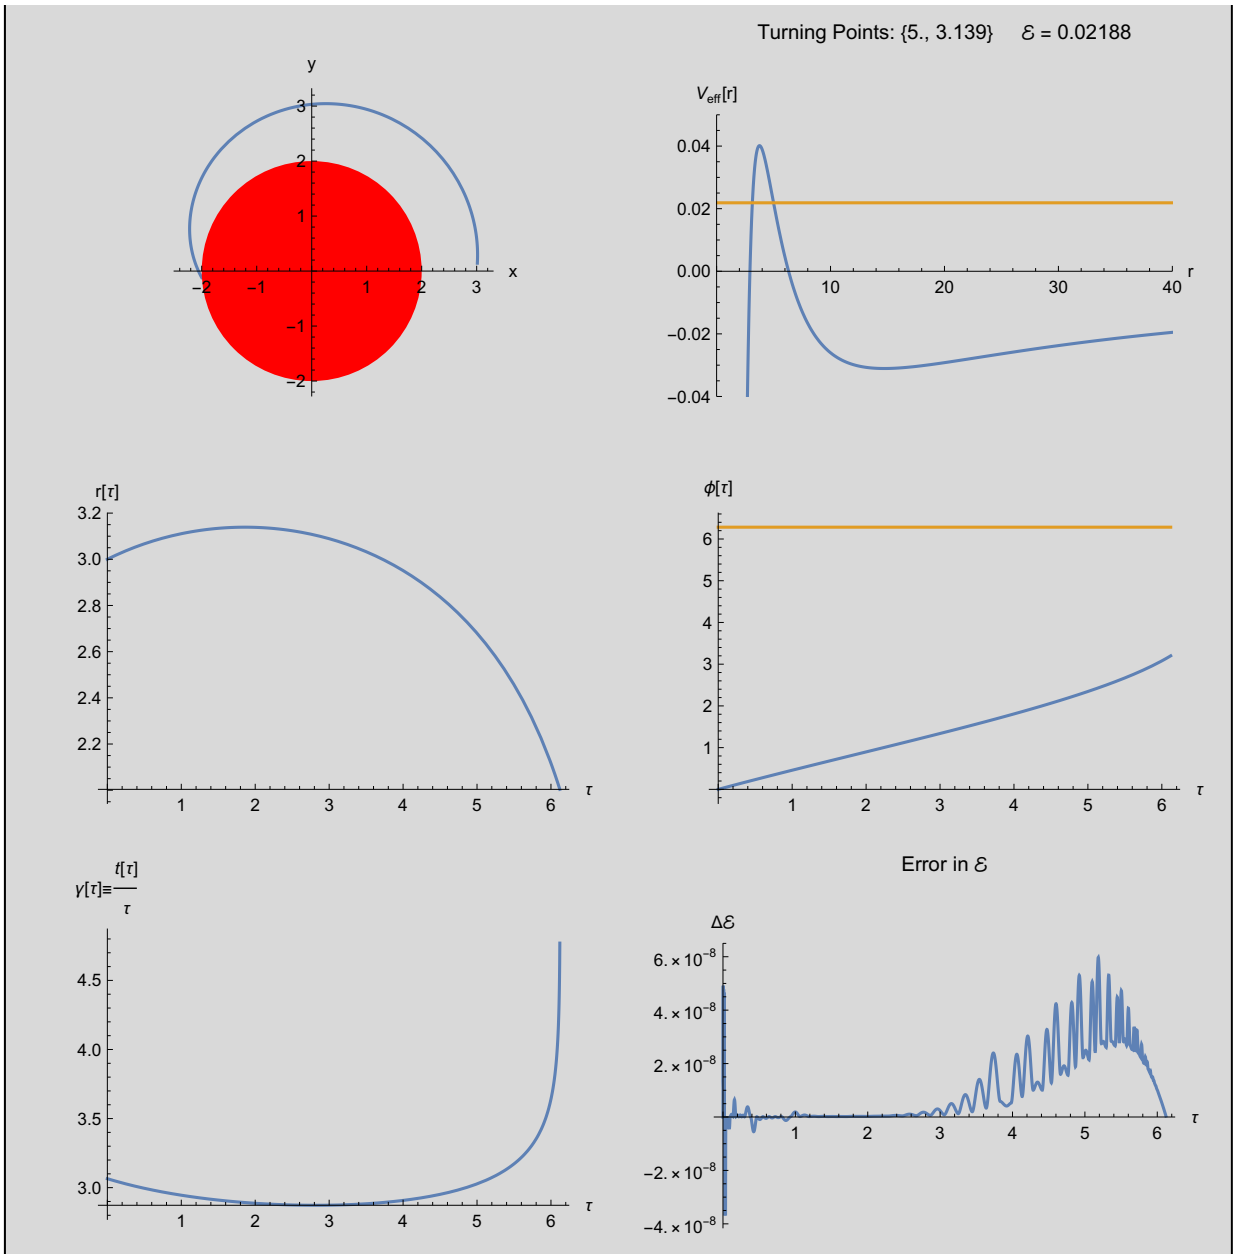 Turning Points: {5., 3.139} ℰ = 0.02188
y
3
2
1
-2 -1 1 2 3 x
-1
-2
V_eff[r]
0.04
0.02
0.00
10 20 30 40 r
-0.02
-0.04
r[τ]
3.2
3.0
2.8
2.6
2.4
2.2
1 2 3 4 5 6 τ
ϕ[τ]
6
5
4
3
2
1
1 2 3 4 5 6 τ
γ[τ]≡t[τ]/τ
4.5
4.0
3.5
3.0
1 2 3 4 5 6 τ
Error in ℰ
Δℰ
6.×10⁻⁸
4.×10⁻⁸
2.×10⁻⁸
1 2 3 4 5 6 τ
-2.×10⁻⁸
-4.×10⁻⁸